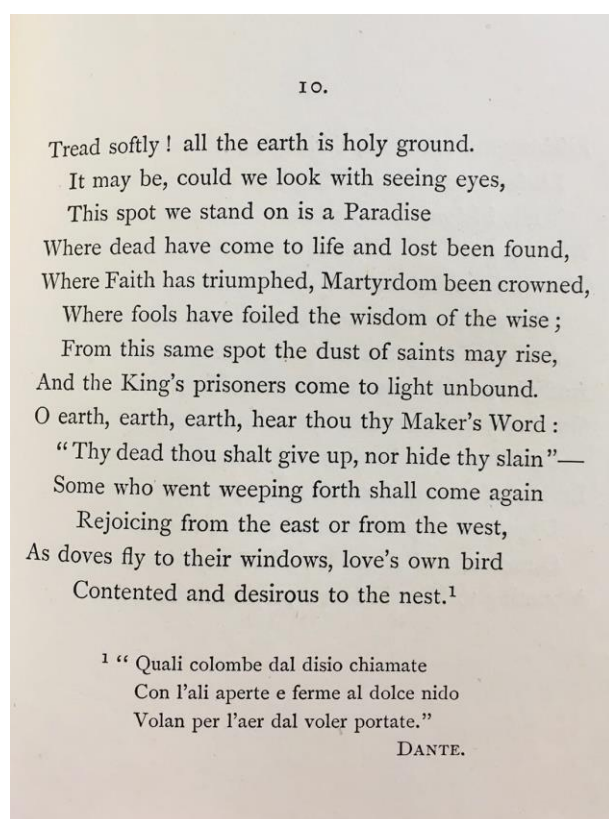 10.
Tread softly ! all the earth is holy ground.
It may be, could we look with seeing eyes,
This spot we stand on is a Paradise
Where dead have come to life and lost been found,
Where Faith has triumphed, Martyrdom been crowned,
Where fools have foiled the wisdom of the wise ;
From this same spot the dust of saints may rise,
And the King's prisoners come to light unbound.
O earth, earth, earth, hear thou thy Maker's Word :
“Thy dead thou shalt give up, nor hide thy slain”—
Some who went weeping forth shall come again
Rejoicing from the east or from the west,
As doves fly to their windows, love's own bird
Contented and desirous to the nest.¹
¹ “ Quali colombe dal disio chiamate
Con l'ali aperte e ferme al dolce nido
Volan per l'aer dal voler portate.”
DANTE.